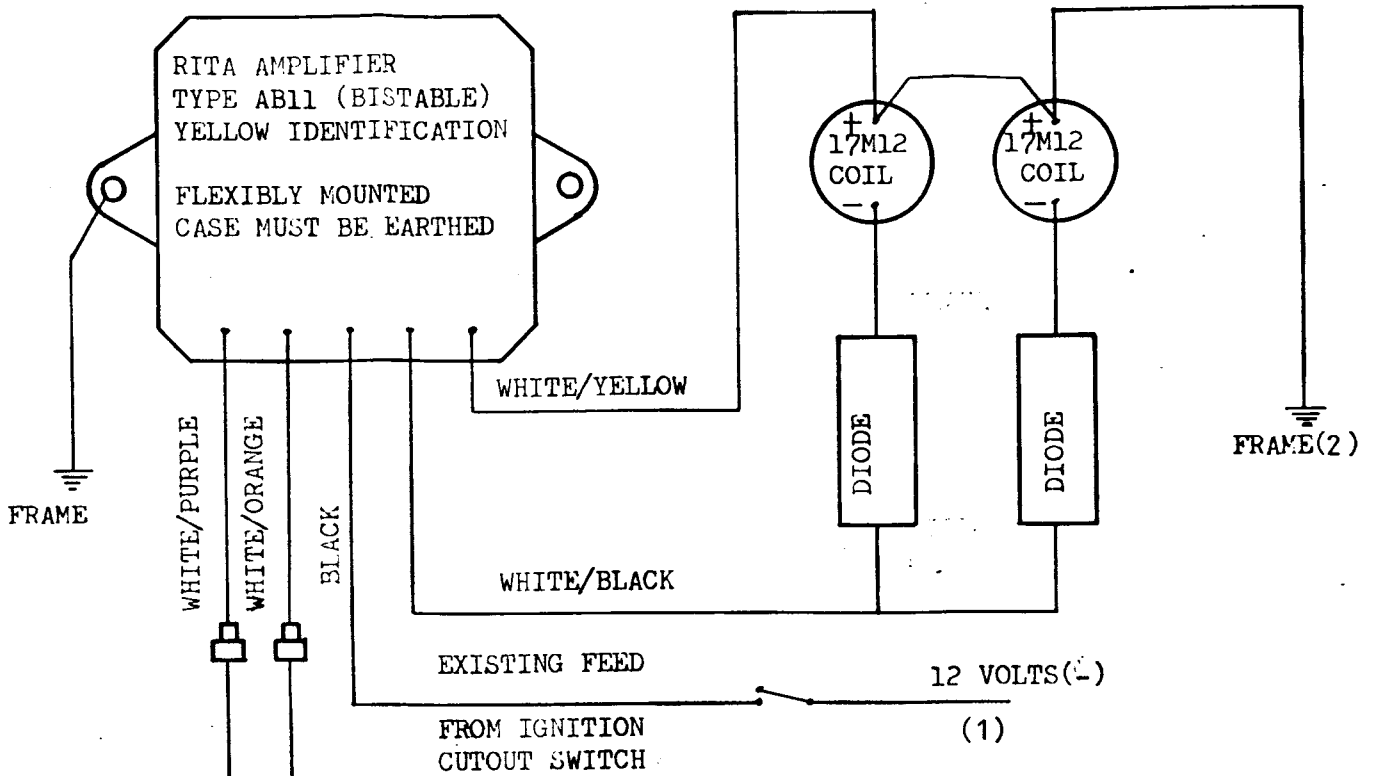 RITA AMPLIFIER
TYPE AB11 (BISTABLE)
YELLOW IDENTIFICATION
FLEXIBLY MOUNTED
CASE MUST BE EARTHED
+
17M12
COIL
-
+
17M12
COIL
-
WHITE/YELLOW
DIODE
DIODE
FRAME(2)
FRAME
WHITE/PURPLE
WHITE/ORANGE
BLACK
WHITE/BLACK
EXISTING FEED
12 VOLTS(-)
(1)
FROM IGNITION
CUTOUT SWITCH